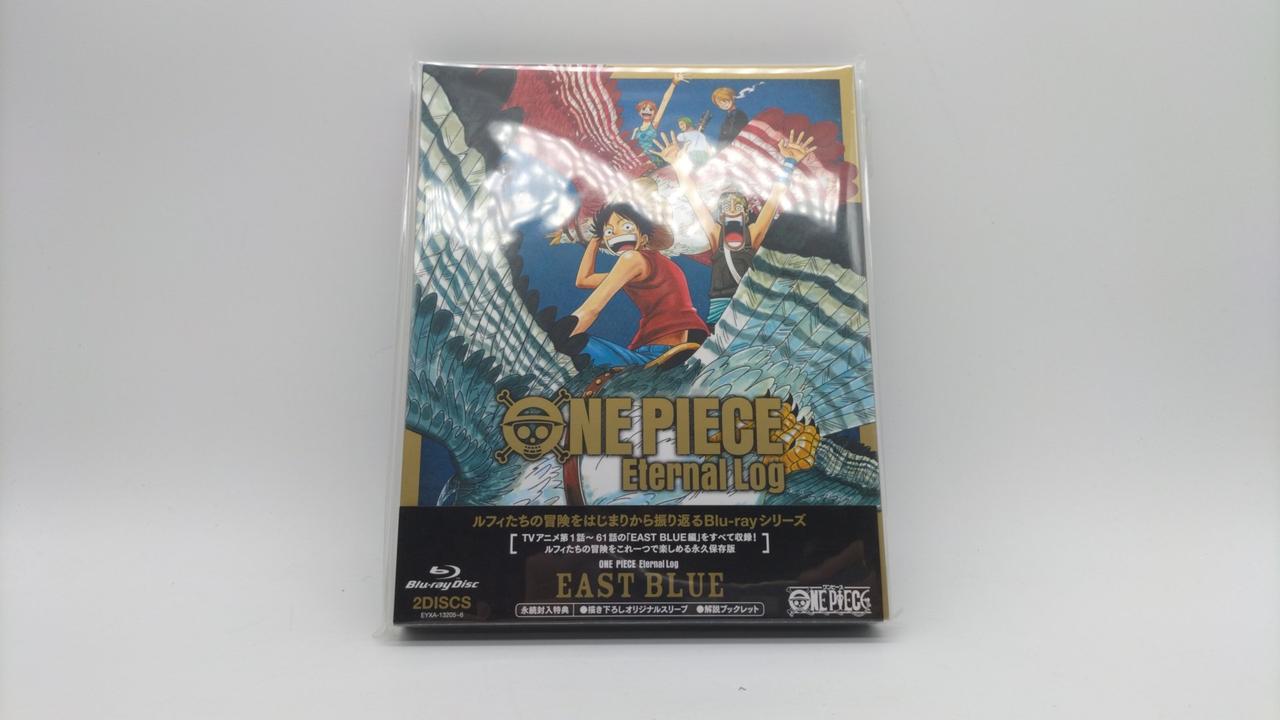 ONE PIECE
Eternal Log
ルフィたちの冒険をはじまりから振り返るBlu-rayシリーズ
TVアニメ第1話〜61話の「EAST BLUE編」をすべて収録!
ルフィたちの冒険をこれ一つで楽しめる永久保存版
ONE PIECE Eternal Log
EAST BLUE
Blu-ray Disc
2DISCS
EYXA-13205~6
永続封入特典 ●描き下ろしオリジナルスリーブ ●解説ブックレット
ワンピース
ONE PIECE